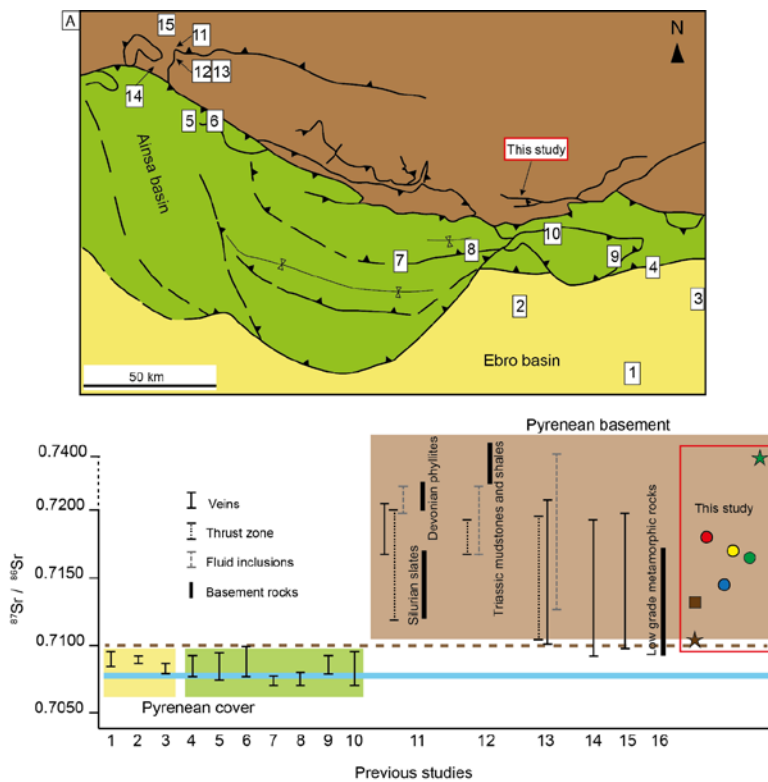 A
N
15
11
12
13
14
5
6
This study
Ainsa basin
10
7
8
9
4
3
2
Ebro basin
1
50 km
Pyrenean basement
0.7400
0.7200
0.7150
0.7100
0.7050
87Sr / 86Sr
Veins
Thrust zone
Fluid inclusions
Basement rocks
Silurian slates
Devonian phyllites
Triassic mudstones and shales
Low grade metamorphic rocks
This study
Pyrenean cover
1 2 3 4 5 6 7 8 9 10 11 12 13 14 15 16
Previous studies